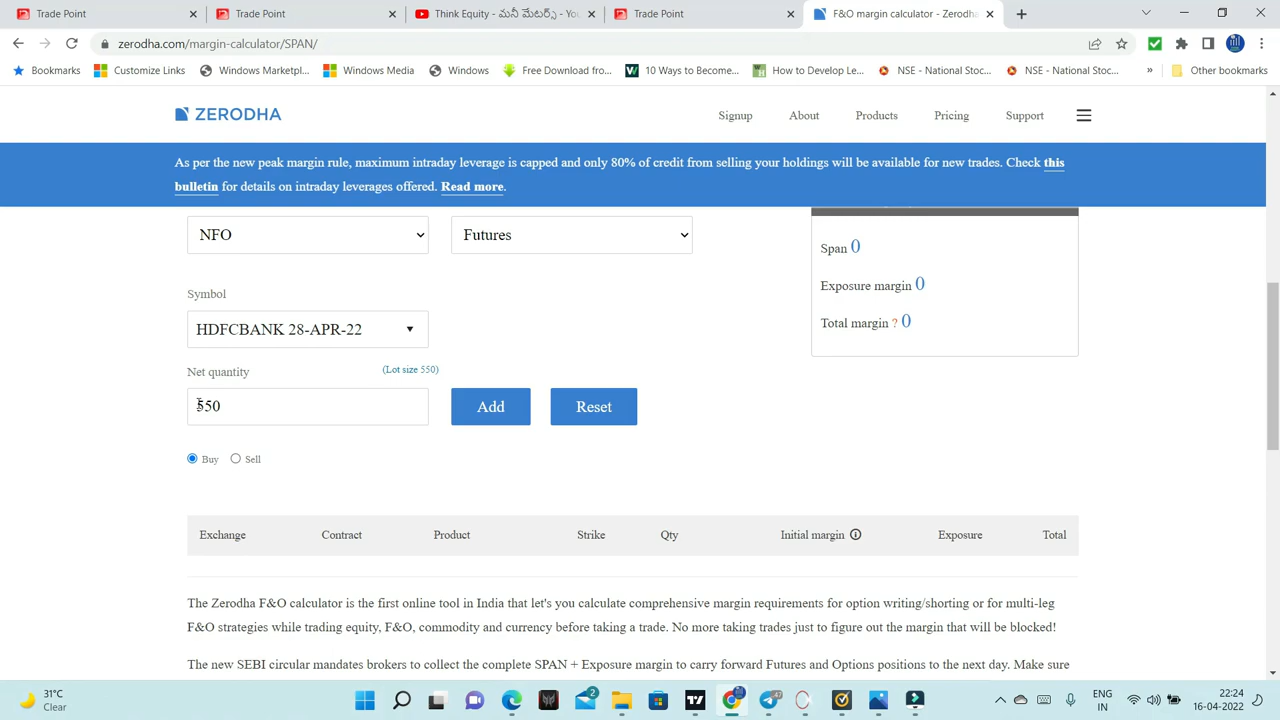 Trade Point
Trade Point
Think Equity - మనీ మేటర్స్ - You
Trade Point
F&O margin calculator - Zerodha
zerodha.com/margin-calculator/SPAN/
Bookmarks
Customize Links
Windows Marketpl...
Windows Media
Windows
Free Download fro...
10 Ways to Become...
How to Develop Le...
NSE - National Stoc...
NSE - National Stoc...
»
Other bookmarks
ZERODHA
Signup
About
Products
Pricing
Support
As per the new peak margin rule, maximum intraday leverage is capped and only 80% of credit from selling your holdings will be available for new trades. Check this
bulletin for details on intraday leverages offered. Read more.
NFO
Futures
Span 0
Exposure margin 0
Total margin ? 0
Symbol
HDFCBANK 28-APR-22
Net quantity
(Lot size 550)
550
Add
Reset
Buy
Sell
Exchange Contract Product Strike Qty Initial margin Exposure Total
The Zerodha F&O calculator is the first online tool in India that let's you calculate comprehensive margin requirements for option writing/shorting or for multi-leg
F&O strategies while trading equity, F&O, commodity and currency before taking a trade. No more taking trades just to figure out the margin that will be blocked!
The new SEBI circular mandates brokers to collect the complete SPAN + Exposure margin to carry forward Futures and Options positions to the next day. Make sure
31°C
Clear
2
ENG
IN
22:24
16-04-2022